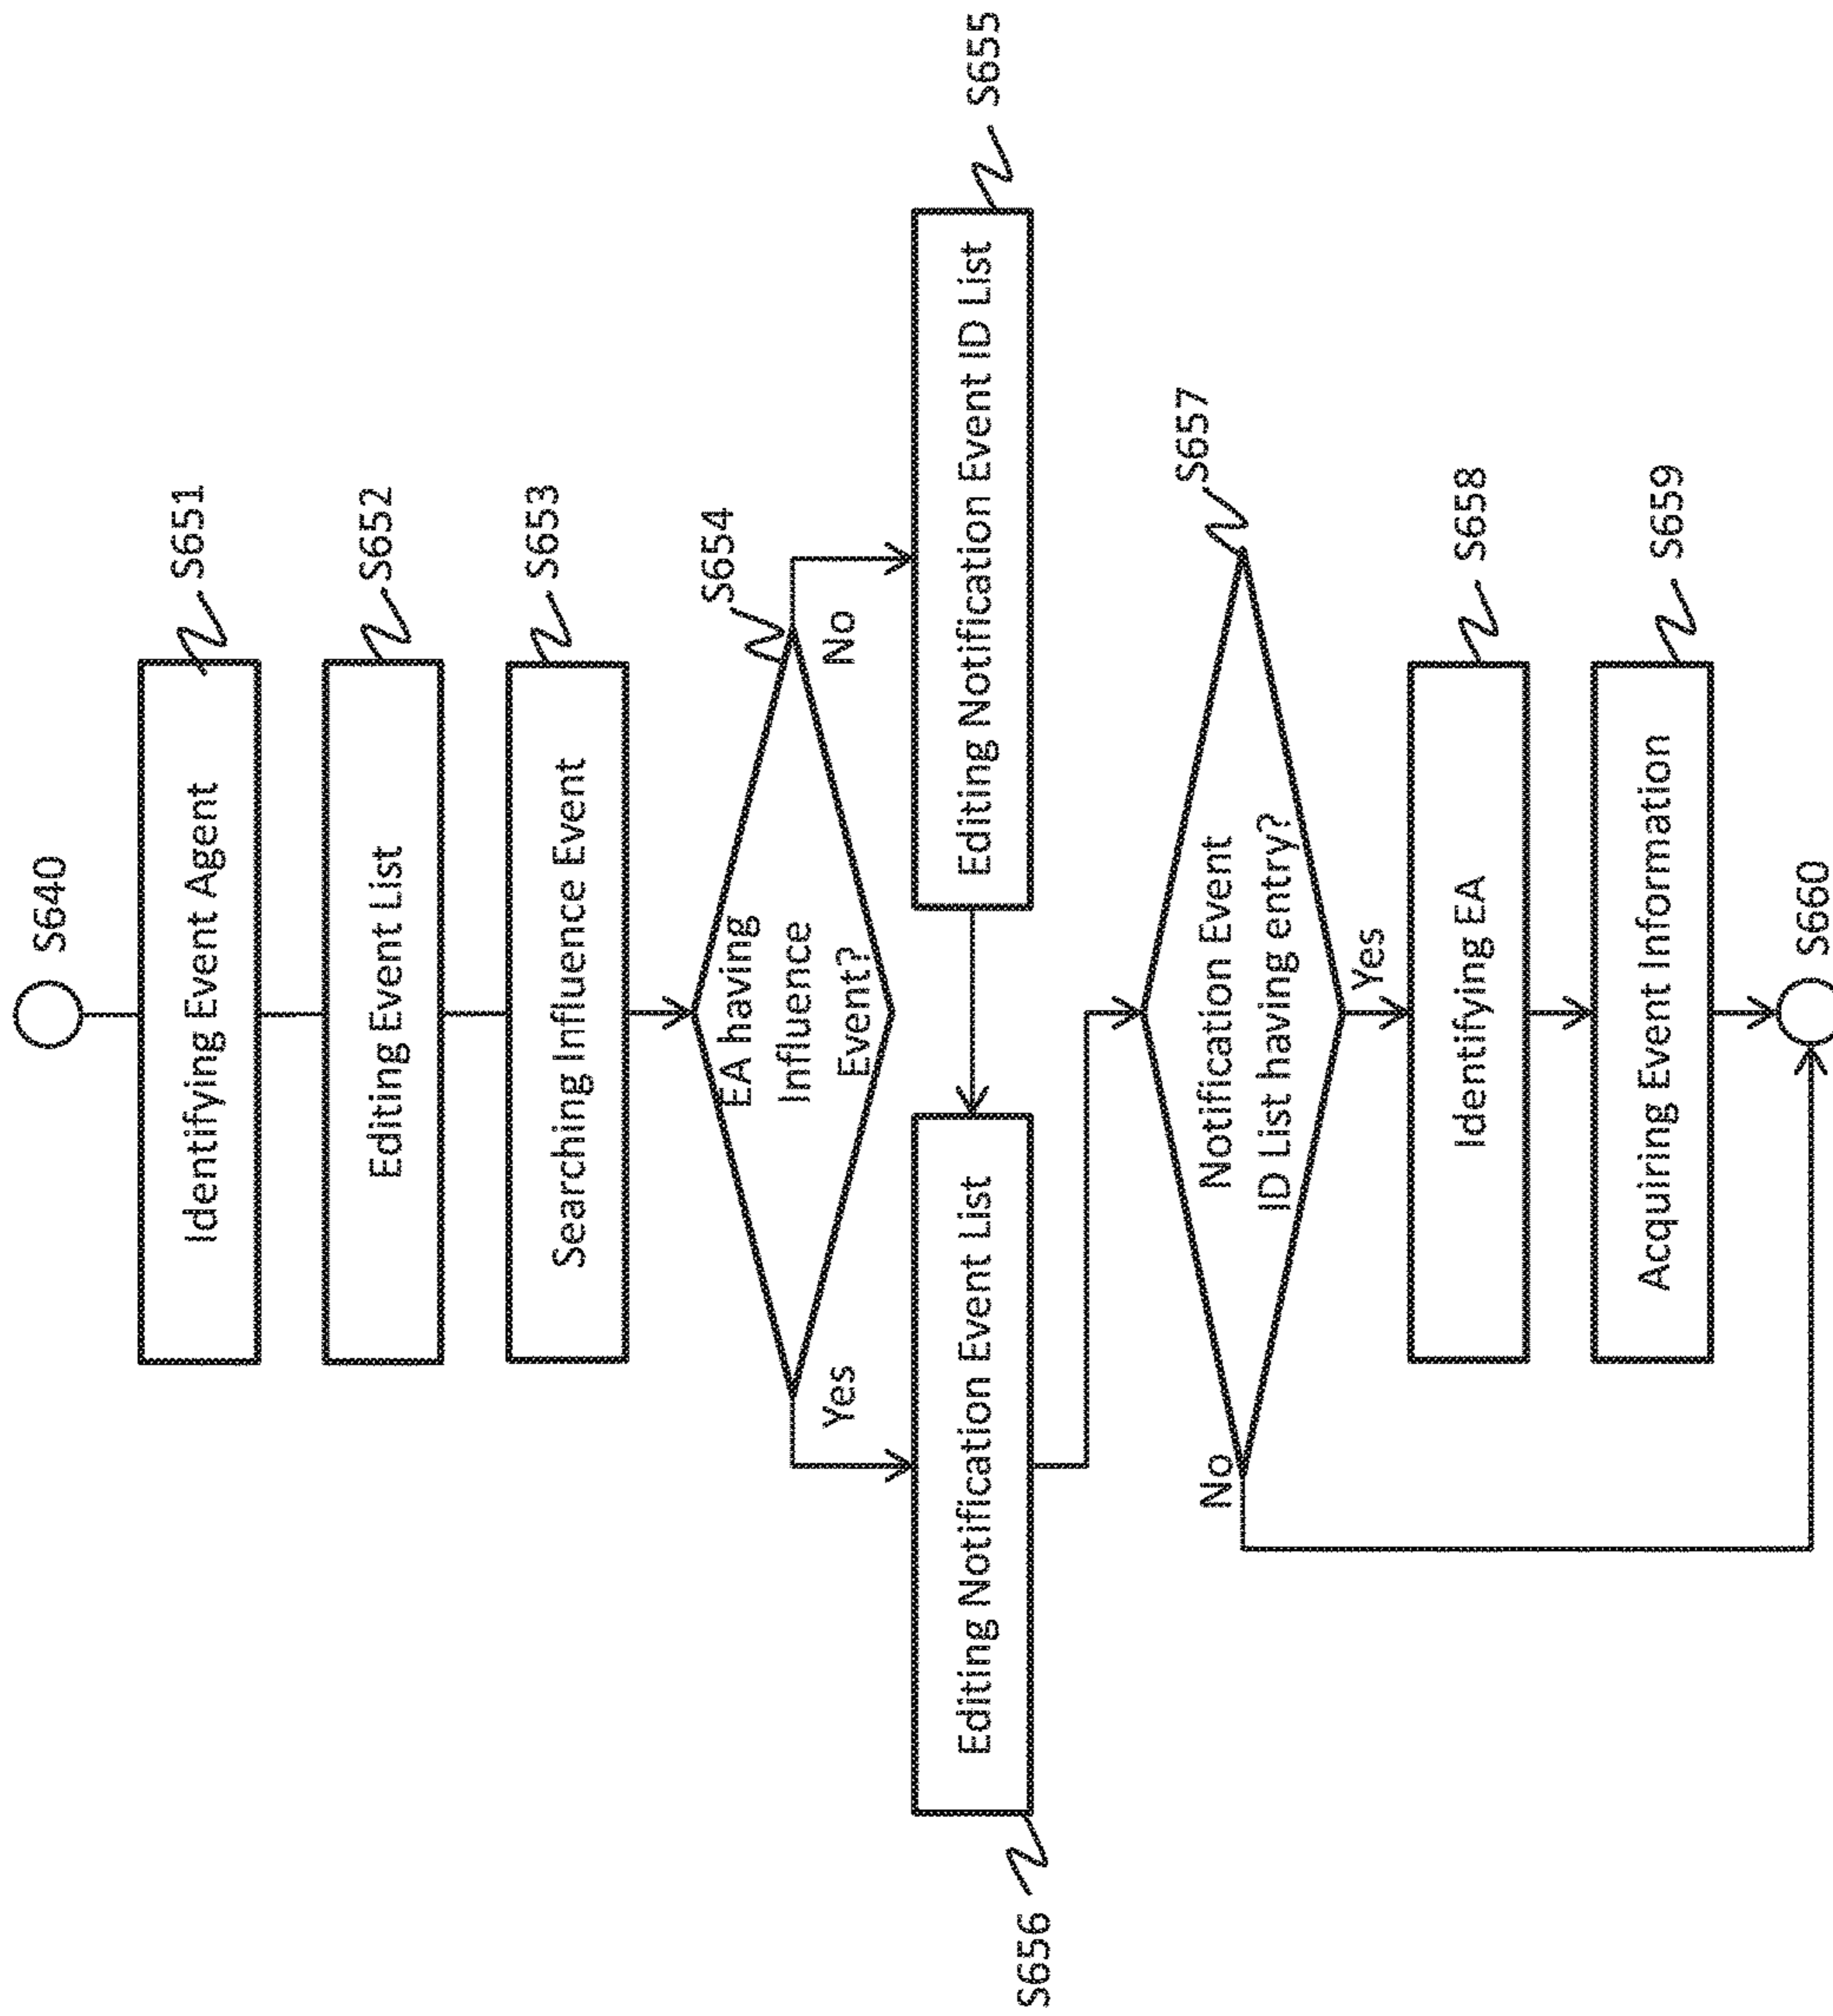 S640
Identifying Event Agent
S651
Editing Event List
S652
Searching Influence Event
S653
S654
EA having
Influence
Event?
Yes
No
Editing Notification Event ID List
S655
Editing Notification Event List
S656
S657
Notification Event
ID List having entry?
No
Yes
Identifying EA
S658
Acquiring Event Information
S659
S660